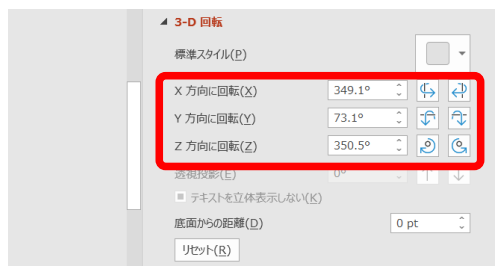 3-D 回転
標準スタイル(P)
X 方向に回転(X) 349.1°
Y 方向に回転(Y) 73.1°
Z 方向に回転(Z) 350.5°
透視投影(E) 0°
テキストを立体表示しない(K)
底面からの距離(D) 0 pt
リセット(R)